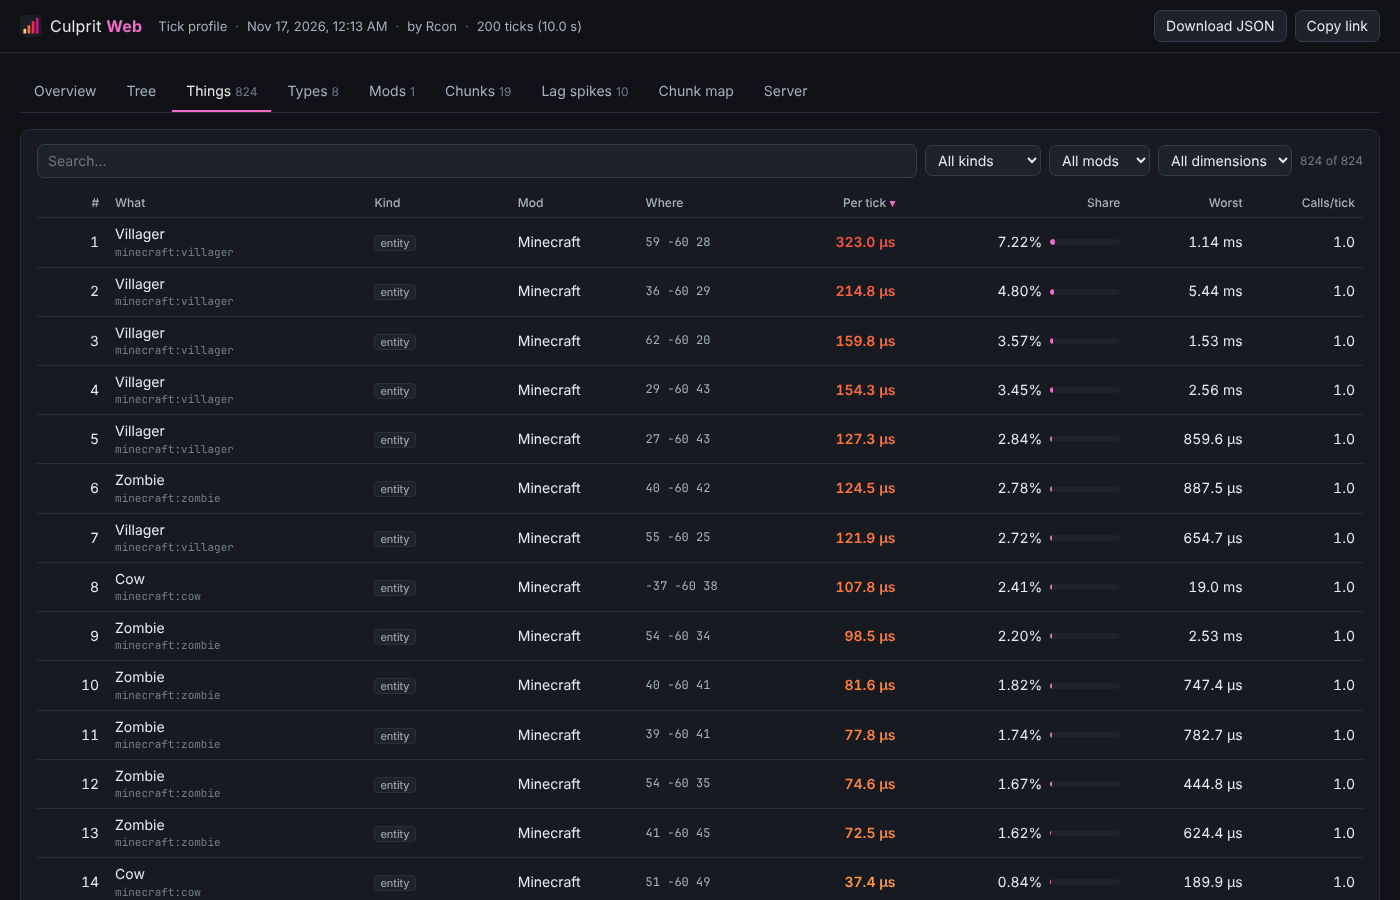 Culprit Web Tick profile · Nov 17, 2026, 12:13 AM · by Rcon · 200 ticks (10.0 s) Download JSON Copy link
Overview Tree Things 824 Types 8 Mods 1 Chunks 19 Lag spikes 10 Chunk map Server
Search... All kinds All mods All dimensions 824 of 824
# What Kind Mod Where Per tick ▾ Share Worst Calls/tick
1 Villager entity Minecraft 59 -60 28 323.0 µs 7.22% 1.14 ms 1.0
minecraft:villager
2 Villager entity Minecraft 36 -60 29 214.8 µs 4.80% 5.44 ms 1.0
minecraft:villager
3 Villager entity Minecraft 62 -60 20 159.8 µs 3.57% 1.53 ms 1.0
minecraft:villager
4 Villager entity Minecraft 29 -60 43 154.3 µs 3.45% 2.56 ms 1.0
minecraft:villager
5 Villager entity Minecraft 27 -60 43 127.3 µs 2.84% 859.6 µs 1.0
minecraft:villager
6 Zombie entity Minecraft 40 -60 42 124.5 µs 2.78% 887.5 µs 1.0
minecraft:zombie
7 Villager entity Minecraft 55 -60 25 121.9 µs 2.72% 654.7 µs 1.0
minecraft:villager
8 Cow entity Minecraft -37 -60 38 107.8 µs 2.41% 19.0 ms 1.0
minecraft:cow
9 Zombie entity Minecraft 54 -60 34 98.5 µs 2.20% 2.53 ms 1.0
minecraft:zombie
10 Zombie entity Minecraft 40 -60 41 81.6 µs 1.82% 747.4 µs 1.0
minecraft:zombie
11 Zombie entity Minecraft 39 -60 41 77.8 µs 1.74% 782.7 µs 1.0
minecraft:zombie
12 Zombie entity Minecraft 54 -60 35 74.6 µs 1.67% 444.8 µs 1.0
minecraft:zombie
13 Zombie entity Minecraft 41 -60 45 72.5 µs 1.62% 624.4 µs 1.0
minecraft:zombie
14 Cow entity Minecraft 51 -60 49 37.4 µs 0.84% 189.9 µs 1.0
minecraft:cow